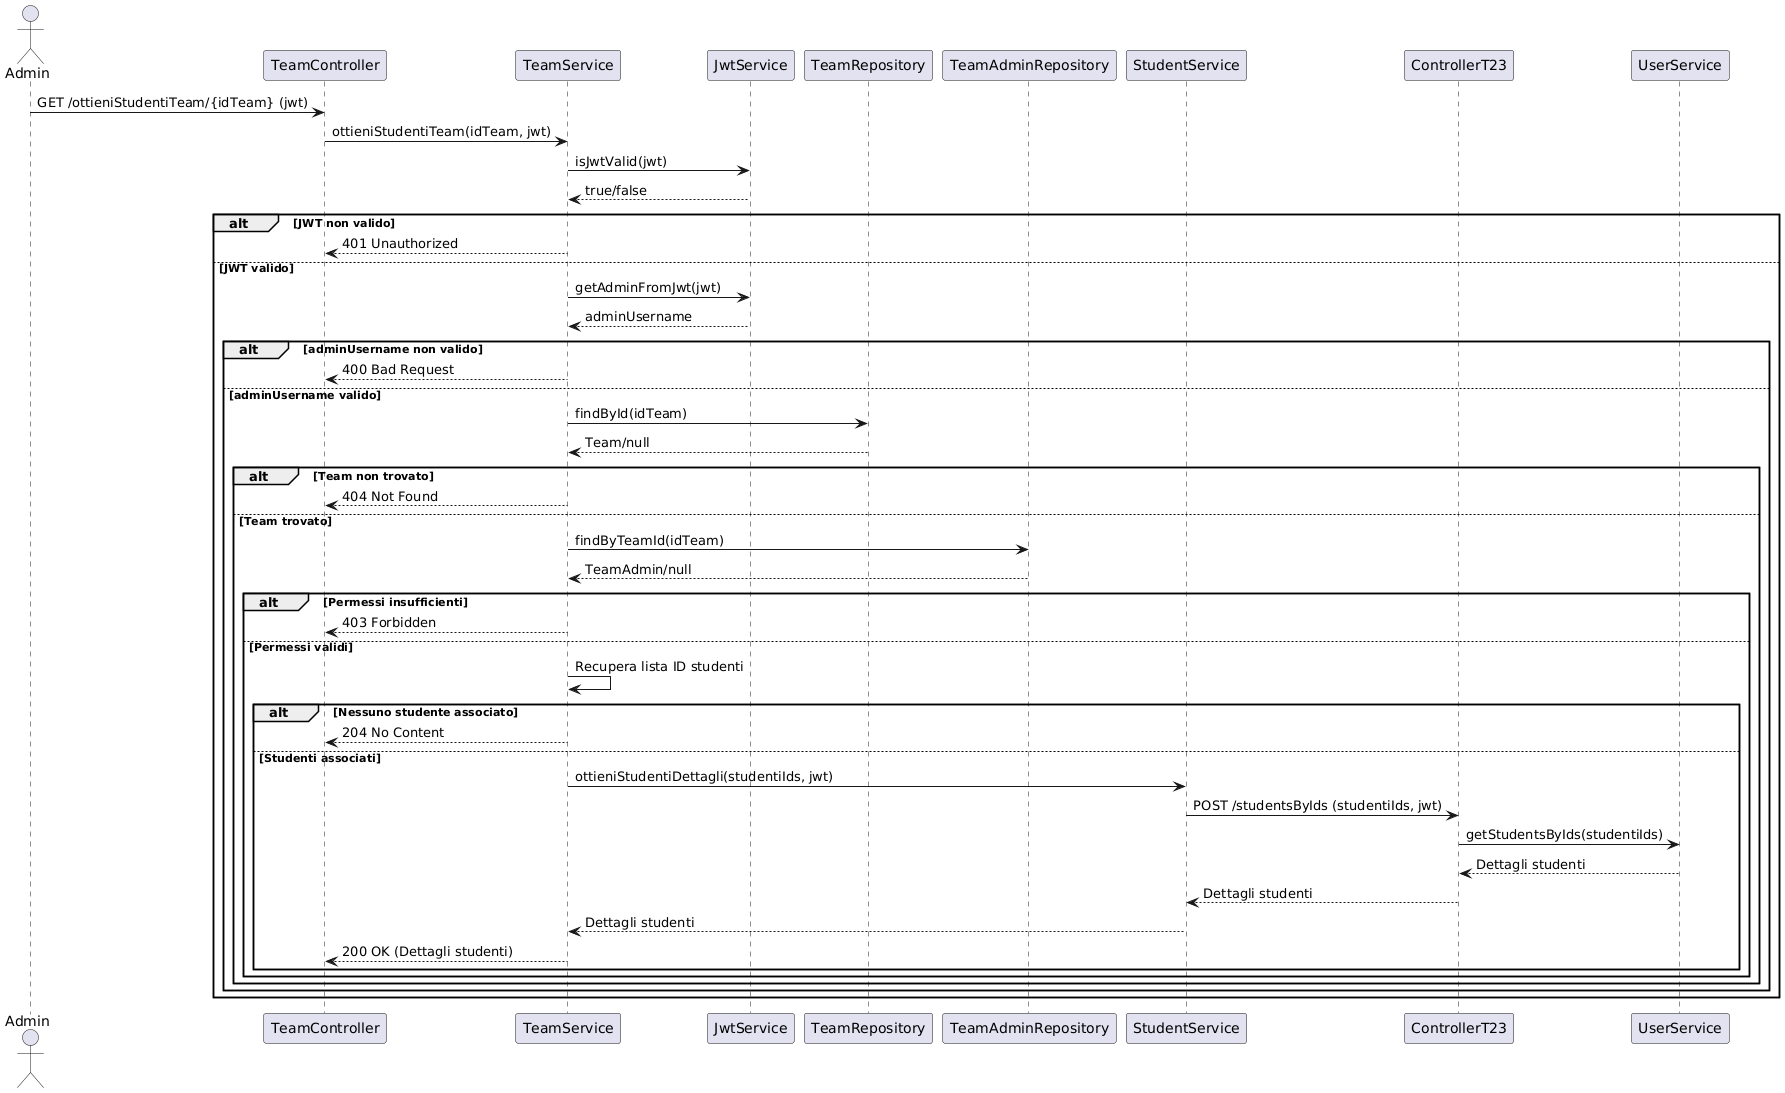 Admin
TeamController
TeamService
JwtService
TeamRepository
TeamAdminRepository
StudentService
ControllerT23
UserService
GET /ottieniStudentiTeam/{idTeam} (jwt)
ottieniStudentiTeam(idTeam, jwt)
isJwtValid(jwt)
true/false
alt [JWT non valido]
401 Unauthorized
[JWT valido]
getAdminFromJwt(jwt)
adminUsername
alt [adminUsername non valido]
400 Bad Request
[adminUsername valido]
findById(idTeam)
Team/null
alt [Team non trovato]
404 Not Found
[Team trovato]
findByTeamId(idTeam)
TeamAdmin/null
alt [Permessi insufficienti]
403 Forbidden
[Permessi validi]
Recupera lista ID studenti
alt [Nessuno studente associato]
204 No Content
[Studenti associati]
ottieniStudentiDettagli(studentiIds, jwt)
POST /studentsByIds (studentiIds, jwt)
getStudentsByIds(studentiIds)
Dettagli studenti
Dettagli studenti
Dettagli studenti
200 OK (Dettagli studenti)
Admin
TeamController
TeamService
JwtService
TeamRepository
TeamAdminRepository
StudentService
ControllerT23
UserService